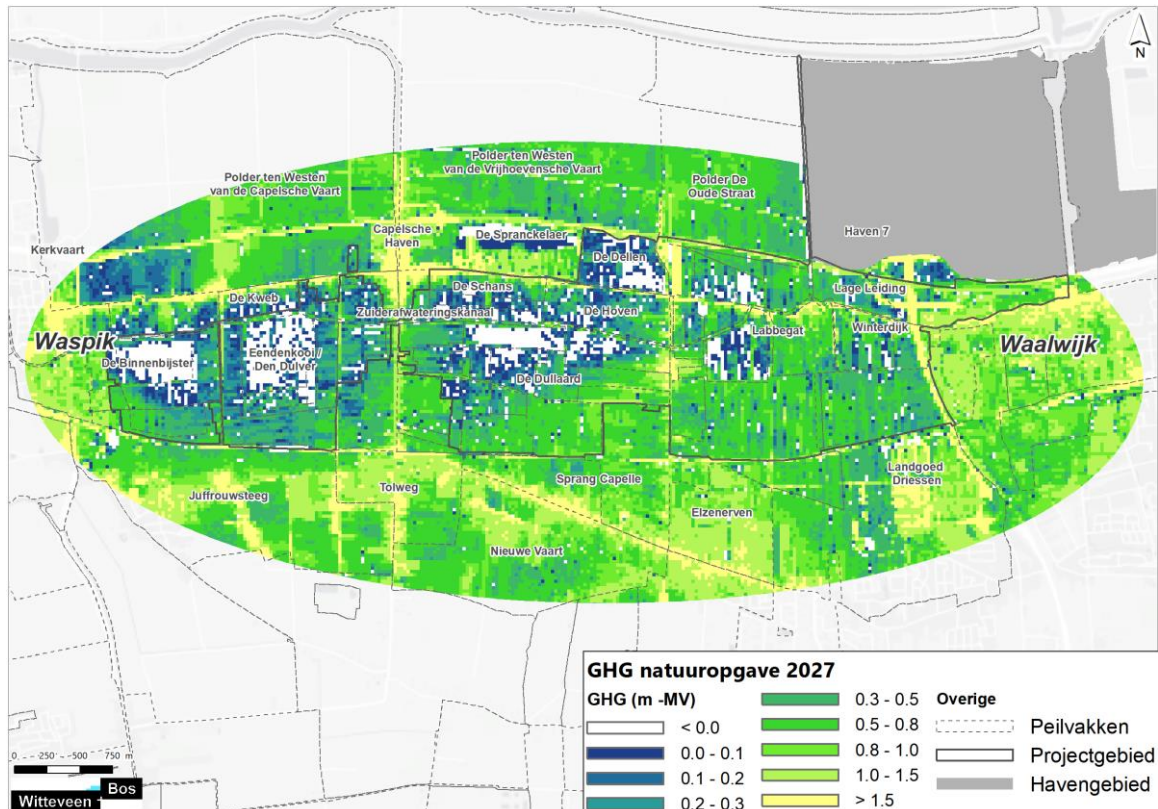 N
Polder ten Westen
van de Vrijhoevensche Vaart
Polder ten Westen
van de Capelsche Vaart
Polder De
Oude Straat
Kerkvaart
Capelsche
Haven
De Spranckelaer
De Dellen
Haven 7
De Kweb
De Schans
Lage Leiding
Zuiderafwateringskanaal
De Hoven
Labbegat
Winterdijk
Waspik
De Binnenbijster
Eendenkooi /
Den Dulver
De Dullaard
Waalwijk
Landgoed
Driessen
Juffrouwsteeg
Tolweg
Sprang Capelle
Elzenerven
Nieuwe Vaart
GHG natuuropgave 2027
GHG (m -MV)
< 0.0
0.0 - 0.1
0.1 - 0.2
0.2 - 0.3
0.3 - 0.5
0.5 - 0.8
0.8 - 1.0
1.0 - 1.5
> 1.5
Overige
Peilvakken
Projectgebied
Havengebied
0 250 500 750 m
Witteveen + Bos